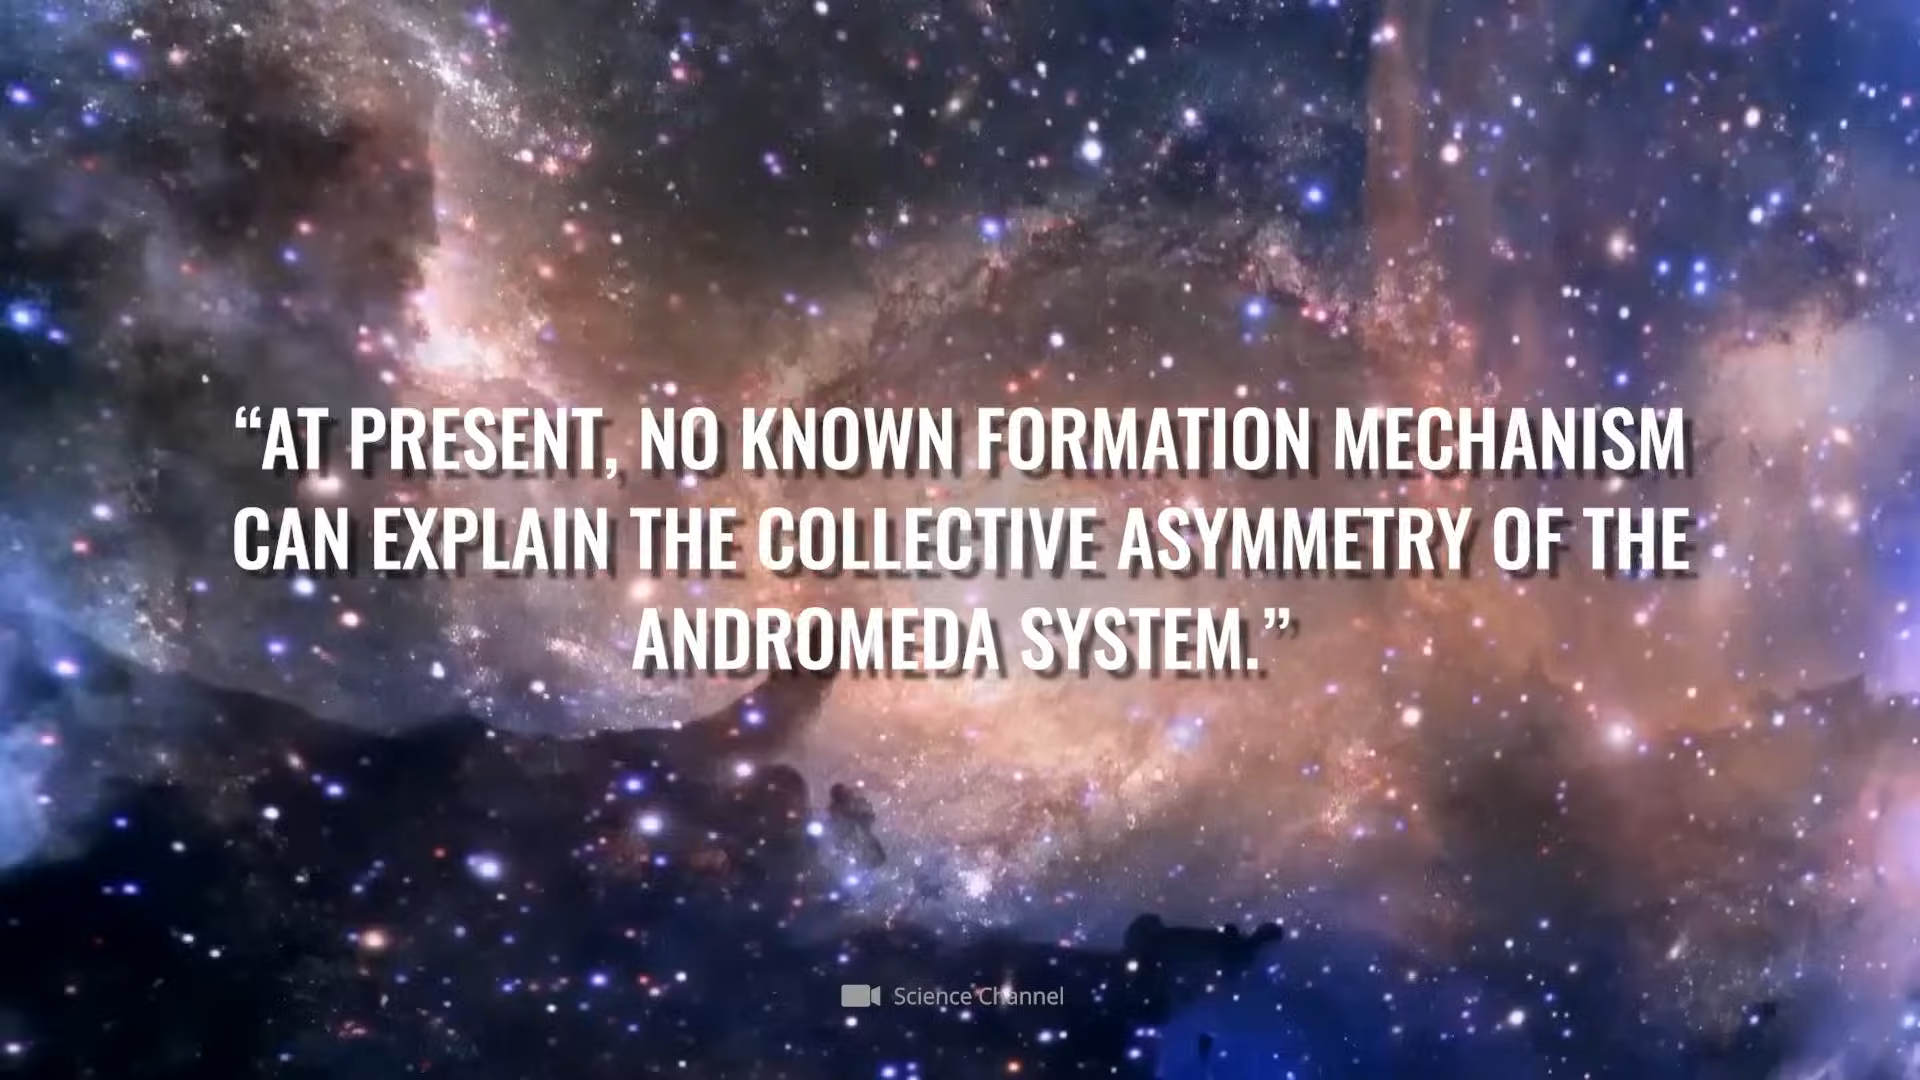 “AT PRESENT, NO KNOWN FORMATION MECHANISM
CAN EXPLAIN THE COLLECTIVE ASYMMETRY OF THE
ANDROMEDA SYSTEM.”
Science Channel